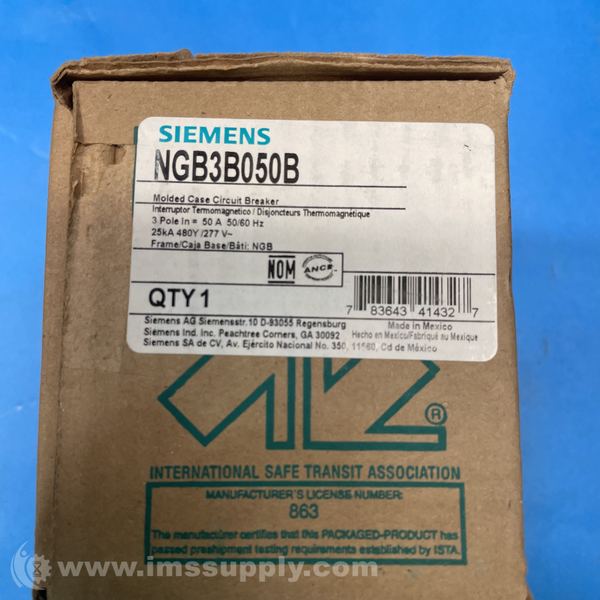 SIEMENS
NGB3B050B
Molded Case Circuit Breaker
Interruptor Termomagnetico / Disjoncteurs Thermomagnétique
3 Pole In = 50 A 50/60 Hz
25kA 480Y /277 V~
Frame/Caja Base/Bâti: NGB
NOM ANCE
QTY 1
7 83643 41432 7
Siemens AG Siemensstr.10 D-93055 Regensburg
Made in Mexico
Siemens Ind. Inc. Peachtree Corners, GA 30092
Hecho en Mexico/Fabriqué au Mexique
Siemens SA de CV, Av. Ejército Nacional No. 350, 11560, Cd de México
®
INTERNATIONAL SAFE TRANSIT ASSOCIATION
MANUFACTURER'S LICENSE NUMBER:
863
The manufacturer certifies that this PACKAGED-PRODUCT has
passed preshipment testing requirements established by ISTA.
www.imssupply.com